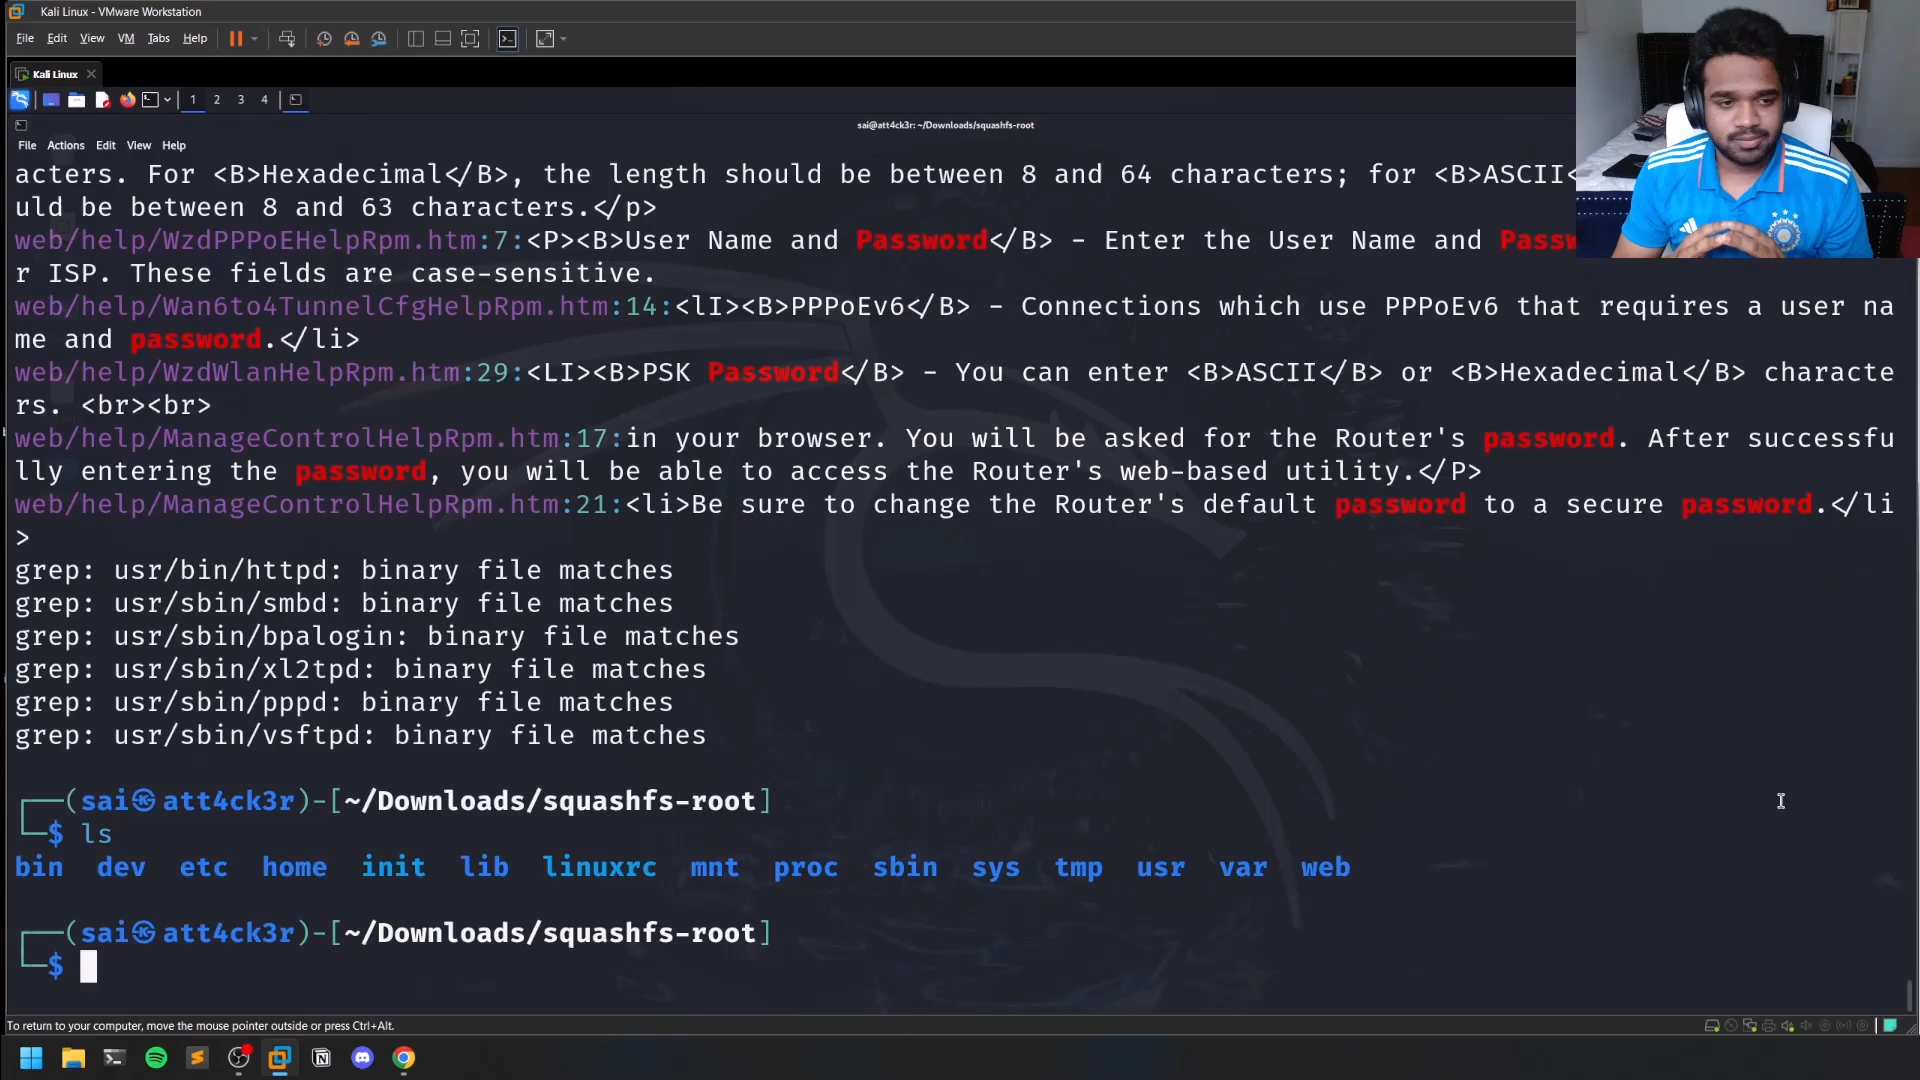 Kali Linux - VMware Workstation
File Edit View VM Tabs Help
Kali Linux
1 2 3 4
sai@att4ck3r: ~/Downloads/squashfs-root
File Actions Edit View Help
acters. For <B>Hexadecimal</B>, the length should be between 8 and 64 characters; for <B>ASCII<
uld be between 8 and 63 characters.</p>
web/help/WzdPPPoEHelpRpm.htm:7:<P><B>User Name and Password</B> - Enter the User Name and Passw
r ISP. These fields are case-sensitive.
web/help/Wan6to4TunnelCfgHelpRpm.htm:14:<lI><B>PPPoEv6</B> - Connections which use PPPoEv6 that requires a user na
me and password.</li>
web/help/WzdWlanHelpRpm.htm:29:<LI><B>PSK Password</B> - You can enter <B>ASCII</B> or <B>Hexadecimal</B> characte
rs. <br><br>
web/help/ManageControlHelpRpm.htm:17:in your browser. You will be asked for the Router's password. After successfu
lly entering the password, you will be able to access the Router's web-based utility.</P>
web/help/ManageControlHelpRpm.htm:21:<li>Be sure to change the Router's default password to a secure password.</li
>
grep: usr/bin/httpd: binary file matches
grep: usr/sbin/smbd: binary file matches
grep: usr/sbin/bpalogin: binary file matches
grep: usr/sbin/xl2tpd: binary file matches
grep: usr/sbin/pppd: binary file matches
grep: usr/sbin/vsftpd: binary file matches
┌──(sai㉿att4ck3r)-[~/Downloads/squashfs-root]
└─$ ls
bin dev etc home init lib linuxrc mnt proc sbin sys tmp usr var web
┌──(sai㉿att4ck3r)-[~/Downloads/squashfs-root]
└─$
To return to your computer, move the mouse pointer outside or press Ctrl+Alt.